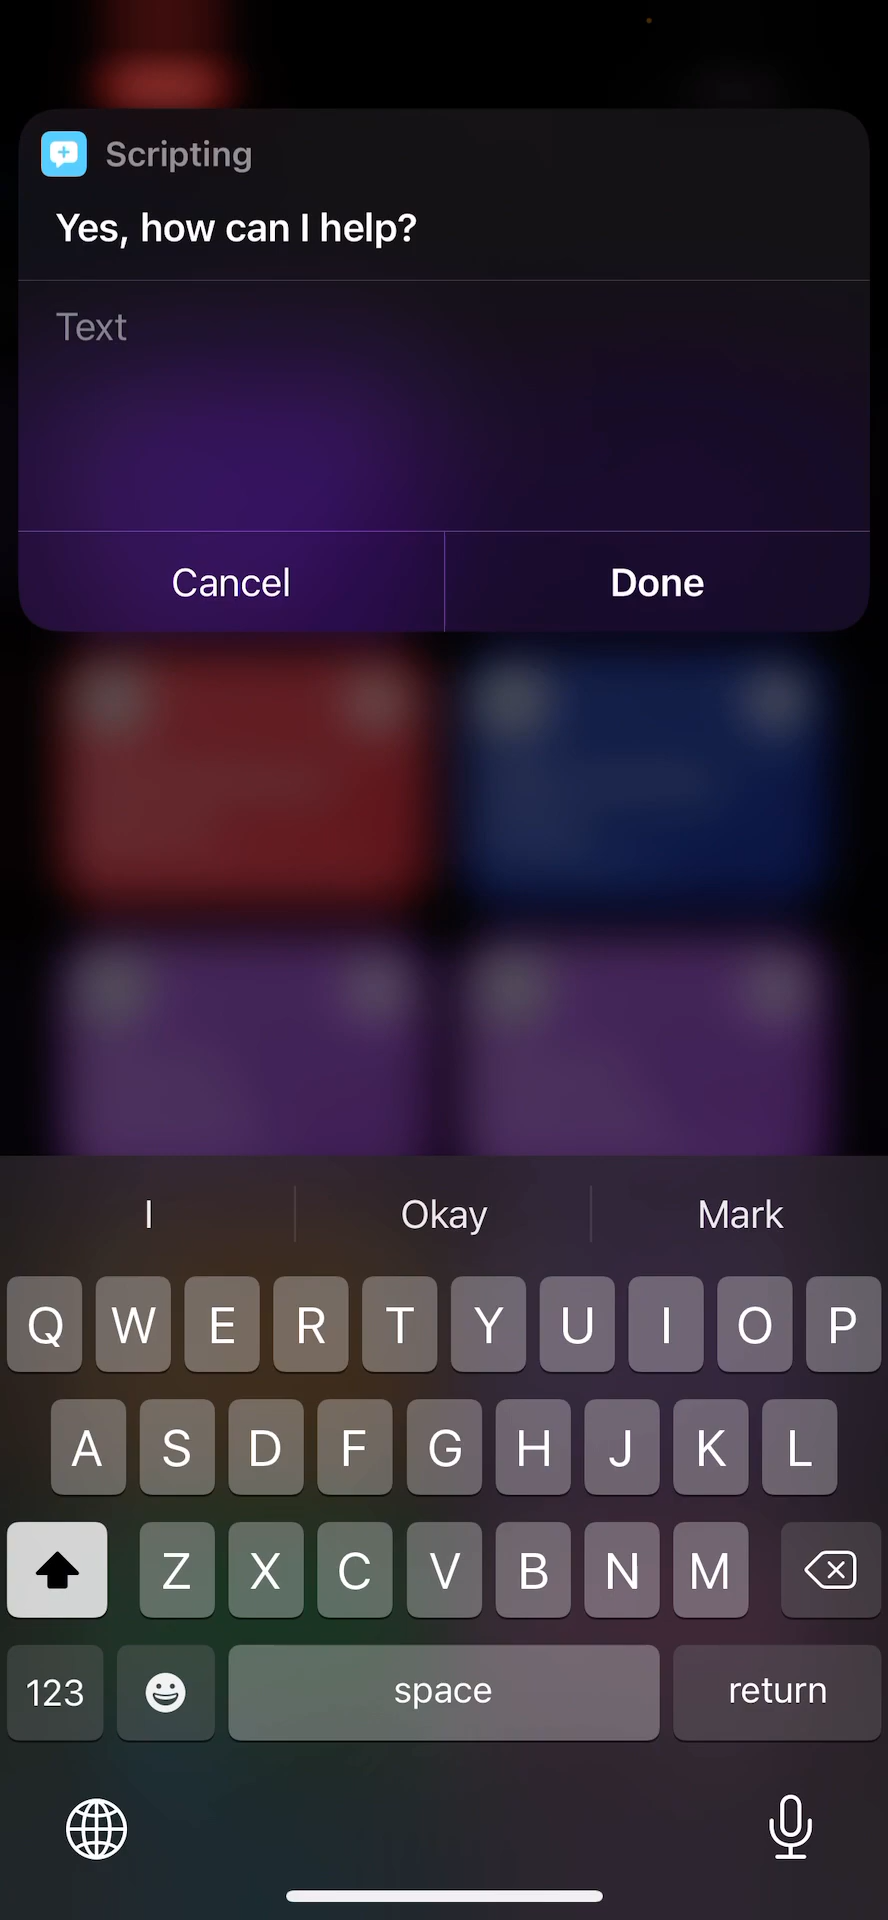 Scripting
Yes, how can I help?
Text
Cancel
Done
I
Okay
Mark
Q W E R T Y U I O P
A S D F G H J K L
Z X C V B N M
123
space
return